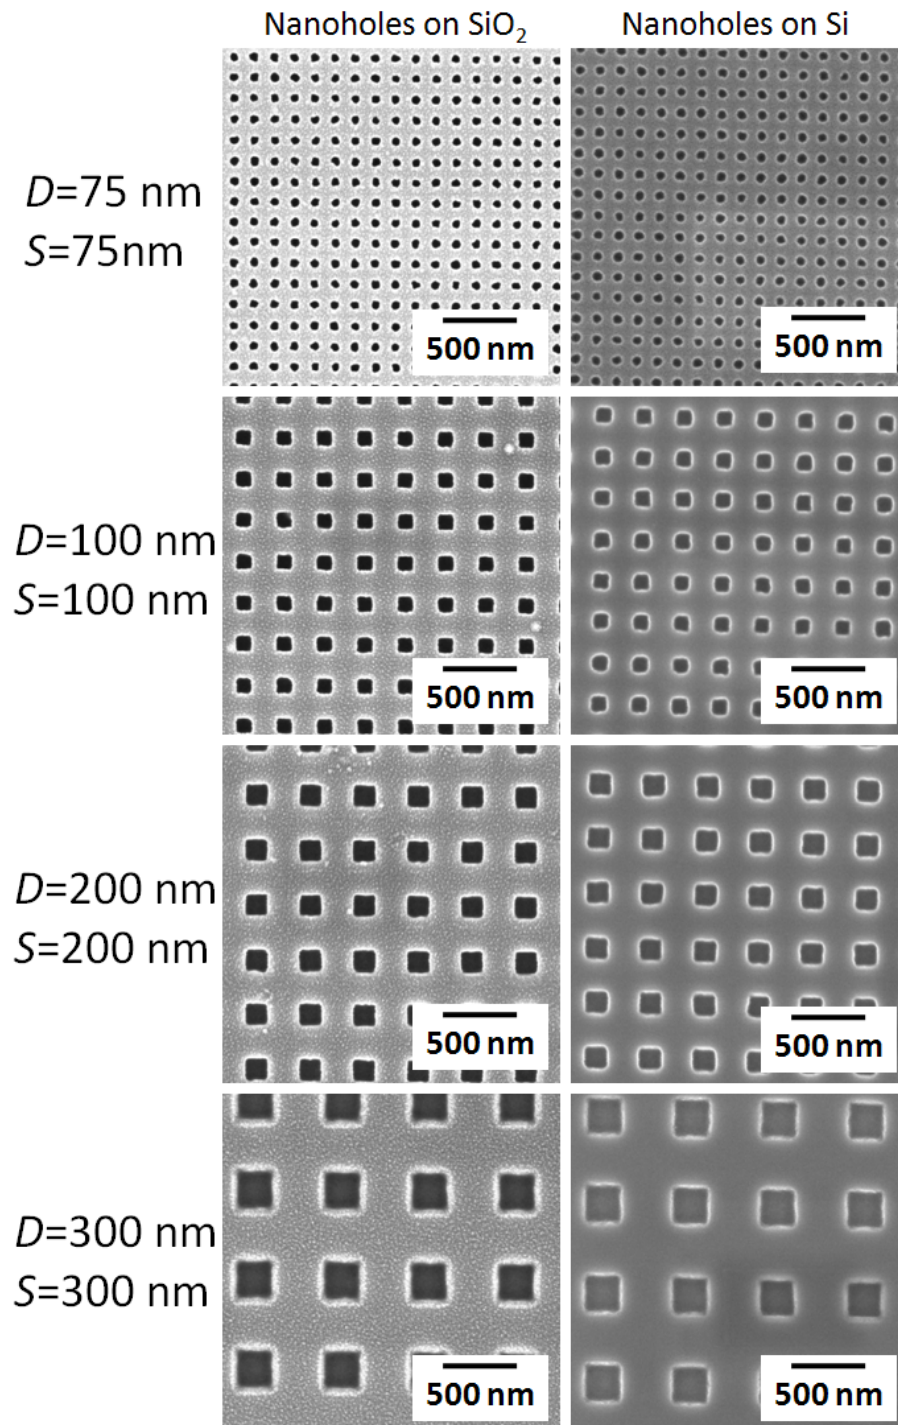 Nanoholes on SiO₂ Nanoholes on Si
D=75 nm
S=75nm
500 nm 500 nm
D=100 nm
S=100 nm
500 nm 500 nm
D=200 nm
S=200 nm
500 nm 500 nm
D=300 nm
S=300 nm
500 nm 500 nm